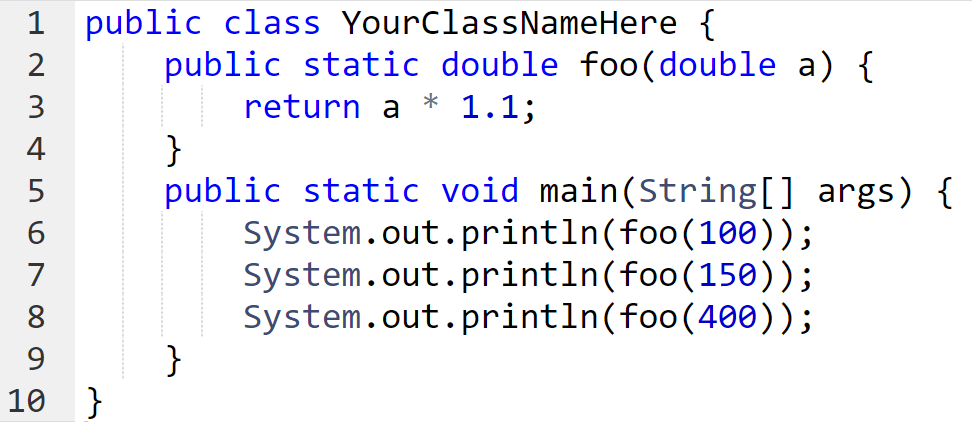 1 public class YourClassNameHere {
2     public static double foo(double a) {
3         return a * 1.1;
4     }
5     public static void main(String[] args) {
6         System.out.println(foo(100));
7         System.out.println(foo(150));
8         System.out.println(foo(400));
9     }
10 }